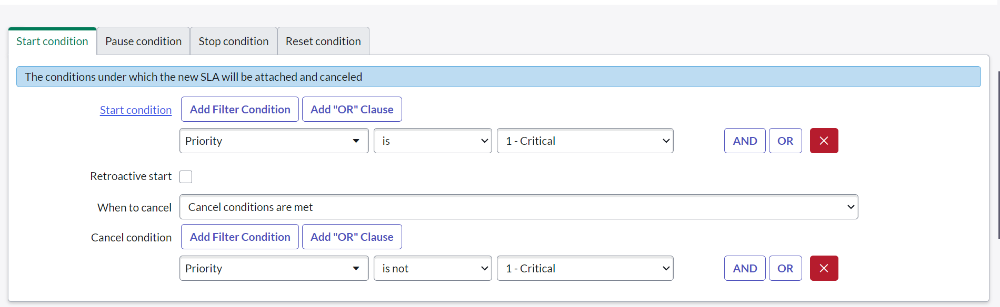 Start condition Pause condition Stop condition Reset condition
The conditions under which the new SLA will be attached and canceled
Start condition Add Filter Condition Add "OR" Clause
Priority is 1 - Critical AND OR
Retroactive start
When to cancel Cancel conditions are met
Cancel condition Add Filter Condition Add "OR" Clause
Priority is not 1 - Critical AND OR